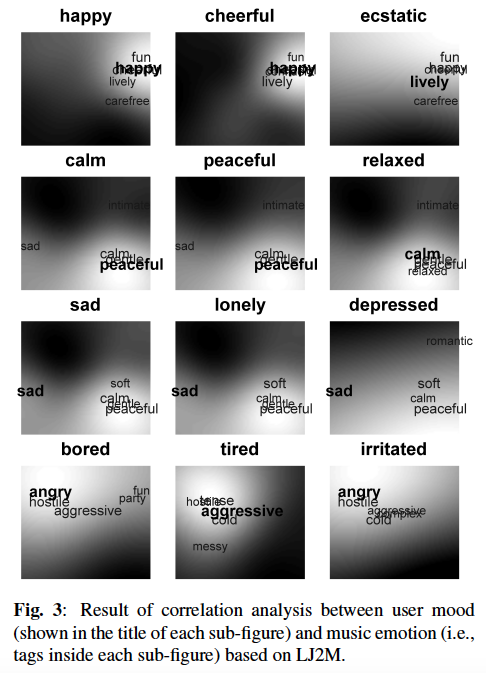 happy
cheerful
ecstatic
fun
happy
cheerful
lively
carefree
fun
happy
lively
fun
happy
cheerful
lively
carefree
calm
peaceful
relaxed
intimate
sad
calm
gentle
peaceful
intimate
sad
calm
gentle
peaceful
intimate
calm
gentle
peaceful
relaxed
sad
lonely
depressed
sad
soft
calm
gentle
peaceful
sad
soft
calm
gentle
peaceful
romantic
sad
soft
calm
peaceful
bored
tired
irritated
angry
hostile
fun
party
aggressive
hostile
tense
aggressive
cold
messy
angry
hostile
aggressive
complex
cold
Fig. 3: Result of correlation analysis between user mood
(shown in the title of each sub-figure) and music emotion (i.e.,
tags inside each sub-figure) based on LJ2M.